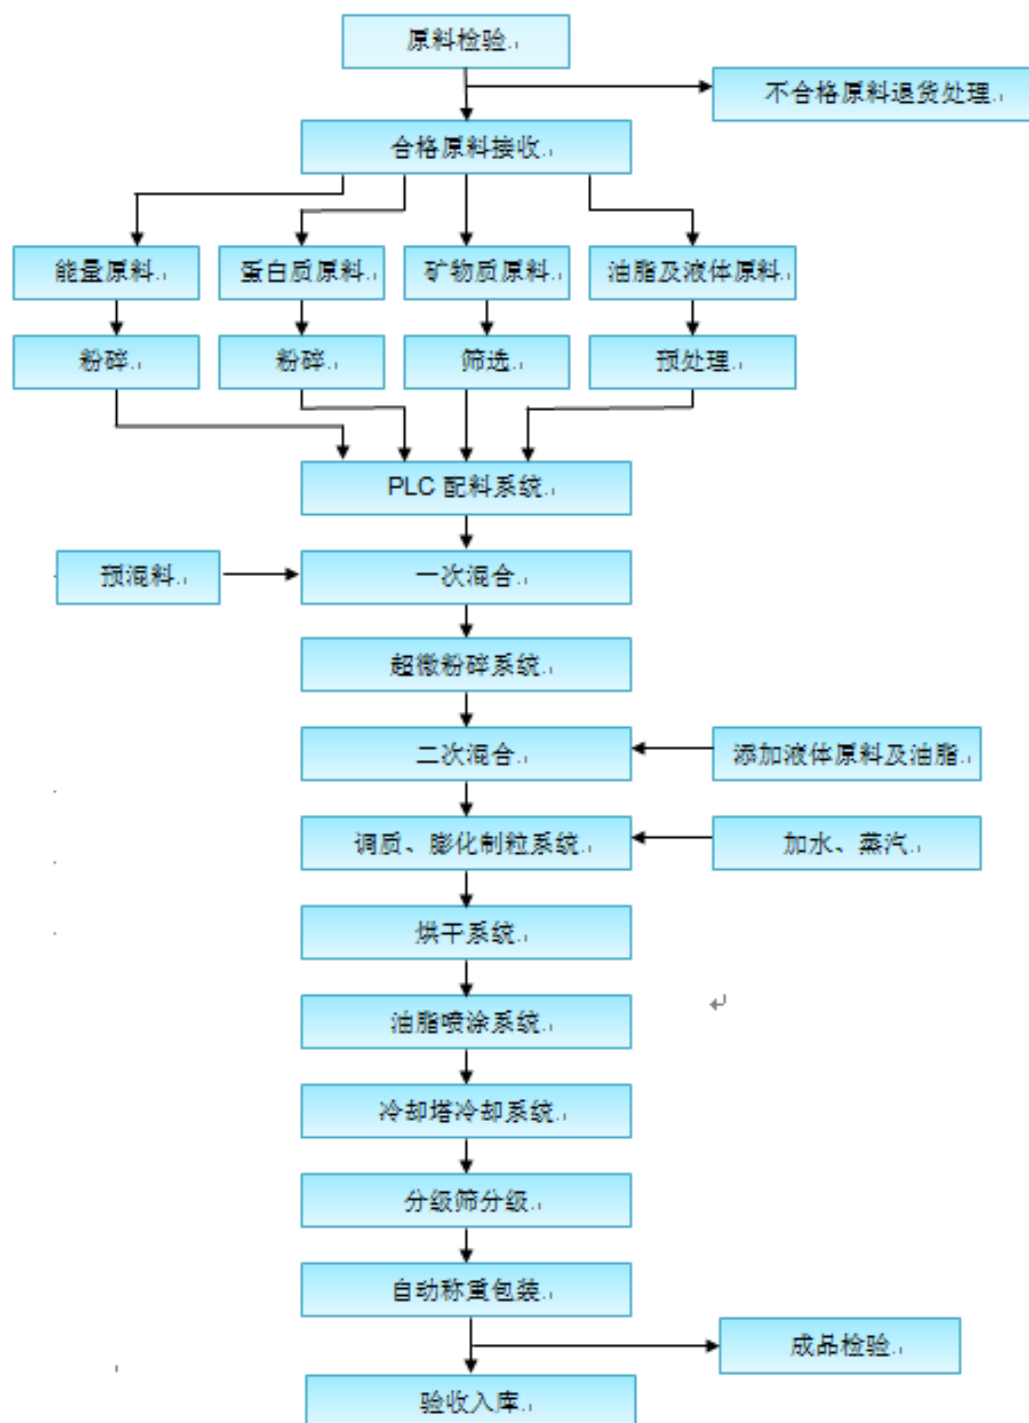 原料检验
不合格原料退货处理
合格原料接收
能量原料
蛋白质原料
矿物质原料
油脂及液体原料
粉碎
粉碎
筛选
预处理
PLC 配料系统
预混料
一次混合
超微粉碎系统
二次混合
添加液体原料及油脂
调质、膨化制粒系统
加水、蒸汽
烘干系统
油脂喷涂系统
冷却塔冷却系统
分级筛分级
自动称重包装
成品检验
验收入库